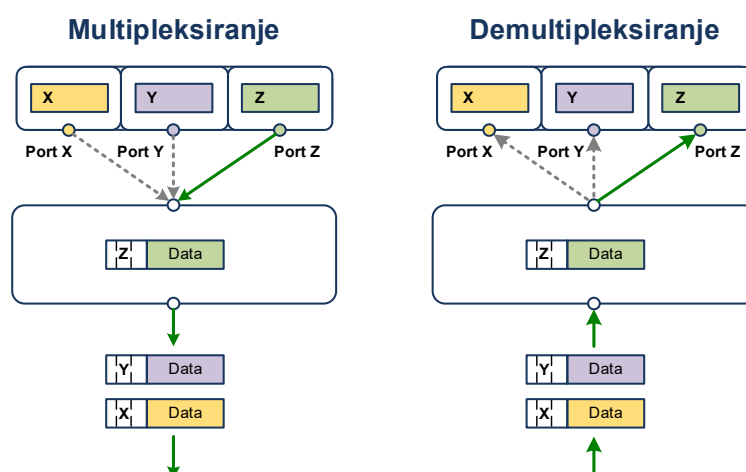 Multipleksiranje
X Y Z
Port X Port Y Port Z
Z Data
Y Data
X Data
Demultipleksiranje
X Y Z
Port X Port Y Port Z
Z Data
Y Data
X Data